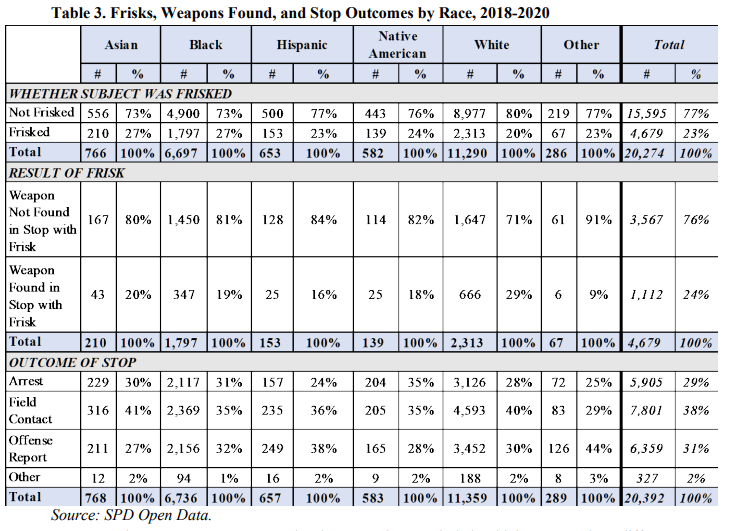 Table 3. Frisks, Weapons Found, and Stop Outcomes by Race, 2018-2020
Asian Black Hispanic Native American White Other Total
# % # % # % # % # % # % # %
WHETHER SUBJECT WAS FRISKED
Not Frisked 556 73% 4,900 73% 500 77% 443 76% 8,977 80% 219 77% 15,595 77%
Frisked 210 27% 1,797 27% 153 23% 139 24% 2,313 20% 67 23% 4,679 23%
Total 766 100% 6,697 100% 653 100% 582 100% 11,290 100% 286 100% 20,274 100%
RESULT OF FRISK
Weapon Not Found in Stop with Frisk 167 80% 1,450 81% 128 84% 114 82% 1,647 71% 61 91% 3,567 76%
Weapon Found in Stop with Frisk 43 20% 347 19% 25 16% 25 18% 666 29% 6 9% 1,112 24%
Total 210 100% 1,797 100% 153 100% 139 100% 2,313 100% 67 100% 4,679 100%
OUTCOME OF STOP
Arrest 229 30% 2,117 31% 157 24% 204 35% 3,126 28% 72 25% 5,905 29%
Field Contact 316 41% 2,369 35% 235 36% 205 35% 4,593 40% 83 29% 7,801 38%
Offense Report 211 27% 2,156 32% 249 38% 165 28% 3,452 30% 126 44% 6,359 31%
Other 12 2% 94 1% 16 2% 9 2% 188 2% 8 3% 327 2%
Total 768 100% 6,736 100% 657 100% 583 100% 11,359 100% 289 100% 20,392 100%
Source: SPD Open Data.